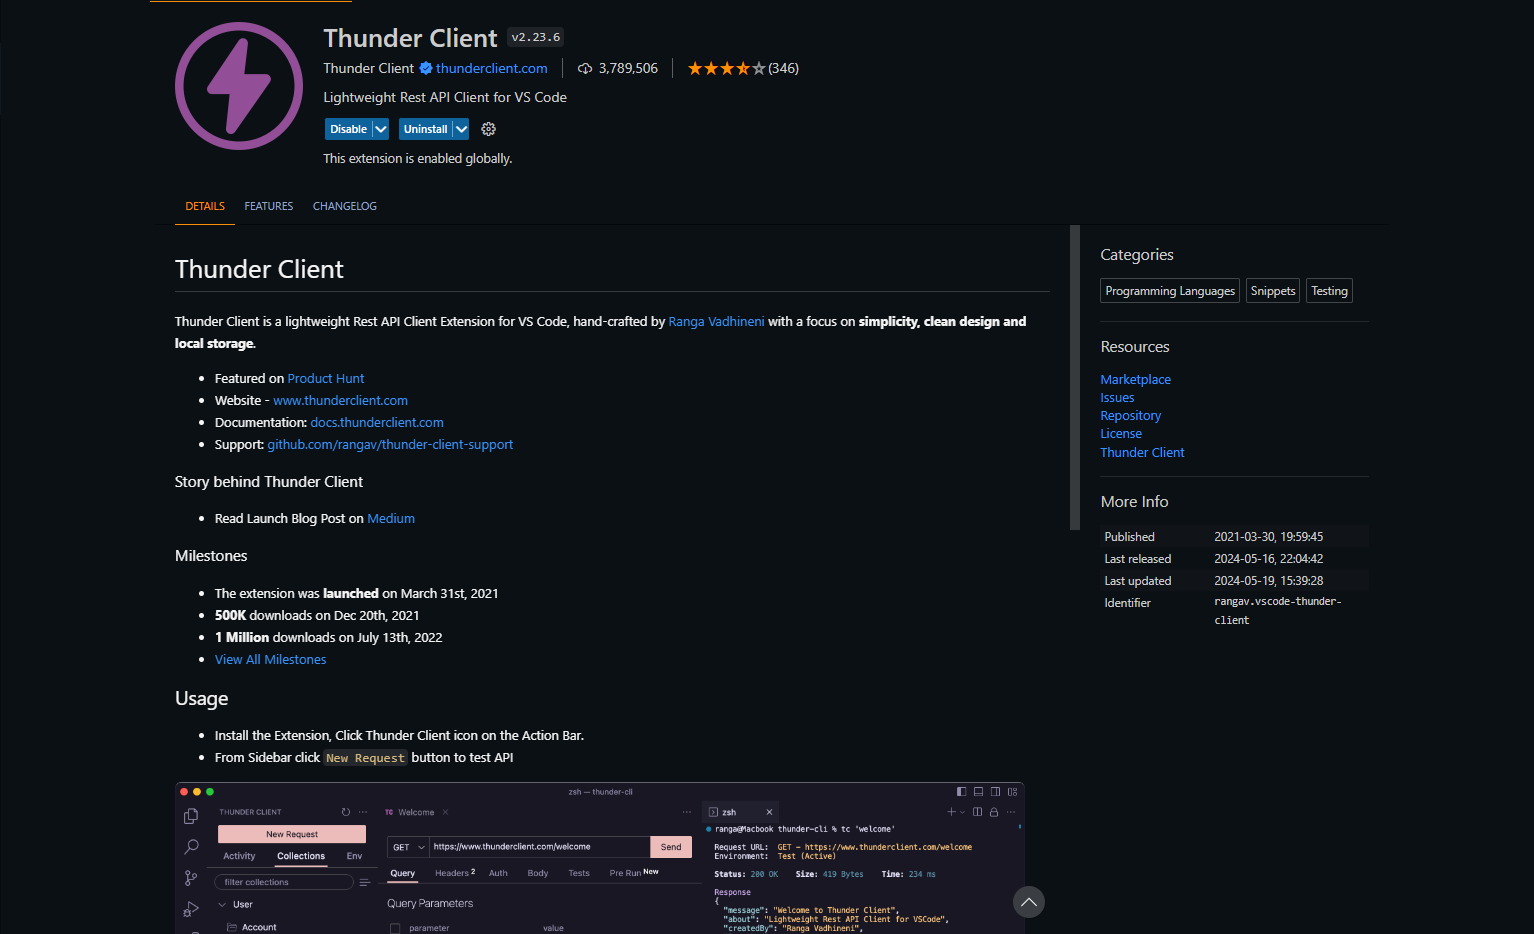 Thunder Client v2.23.6
Thunder Client thunderclient.com 3,789,506 (346)
Lightweight Rest API Client for VS Code
Disable Uninstall
This extension is enabled globally.
DETAILS FEATURES CHANGELOG
Thunder Client
Thunder Client is a lightweight Rest API Client Extension for VS Code, hand-crafted by Ranga Vadhineni with a focus on simplicity, clean design and
local storage.
Featured on Product Hunt
Website - www.thunderclient.com
Documentation: docs.thunderclient.com
Support: github.com/rangav/thunder-client-support
Story behind Thunder Client
Read Launch Blog Post on Medium
Milestones
The extension was launched on March 31st, 2021
500K downloads on Dec 20th, 2021
1 Million downloads on July 13th, 2022
View All Milestones
Usage
Install the Extension, Click Thunder Client icon on the Action Bar.
From Sidebar click New Request button to test API
zsh — thunder-cli
THUNDER CLIENT
New Request
Activity Collections Env
filter collections
User
Account
TC Welcome
GET https://www.thunderclient.com/welcome Send
Query Headers 2 Auth Body Tests Pre Run New
Query Parameters
parameter value
zsh
ranga@Macbook thunder-cli % tc 'welcome'
Request URL: GET - https://www.thunderclient.com/welcome
Environment: Test (Active)
Status: 200 OK Size: 419 Bytes Time: 234 ms
Response
{
"message": "Welcome to Thunder Client",
"about": "Lightweight Rest API Client for VSCode",
"createdBy": "Ranga Vadhineni",
Categories
Programming Languages Snippets Testing
Resources
Marketplace
Issues
Repository
License
Thunder Client
More Info
Published 2021-03-30, 19:59:45
Last released 2024-05-16, 22:04:42
Last updated 2024-05-19, 15:39:28
Identifier rangav.vscode-thunder-
client